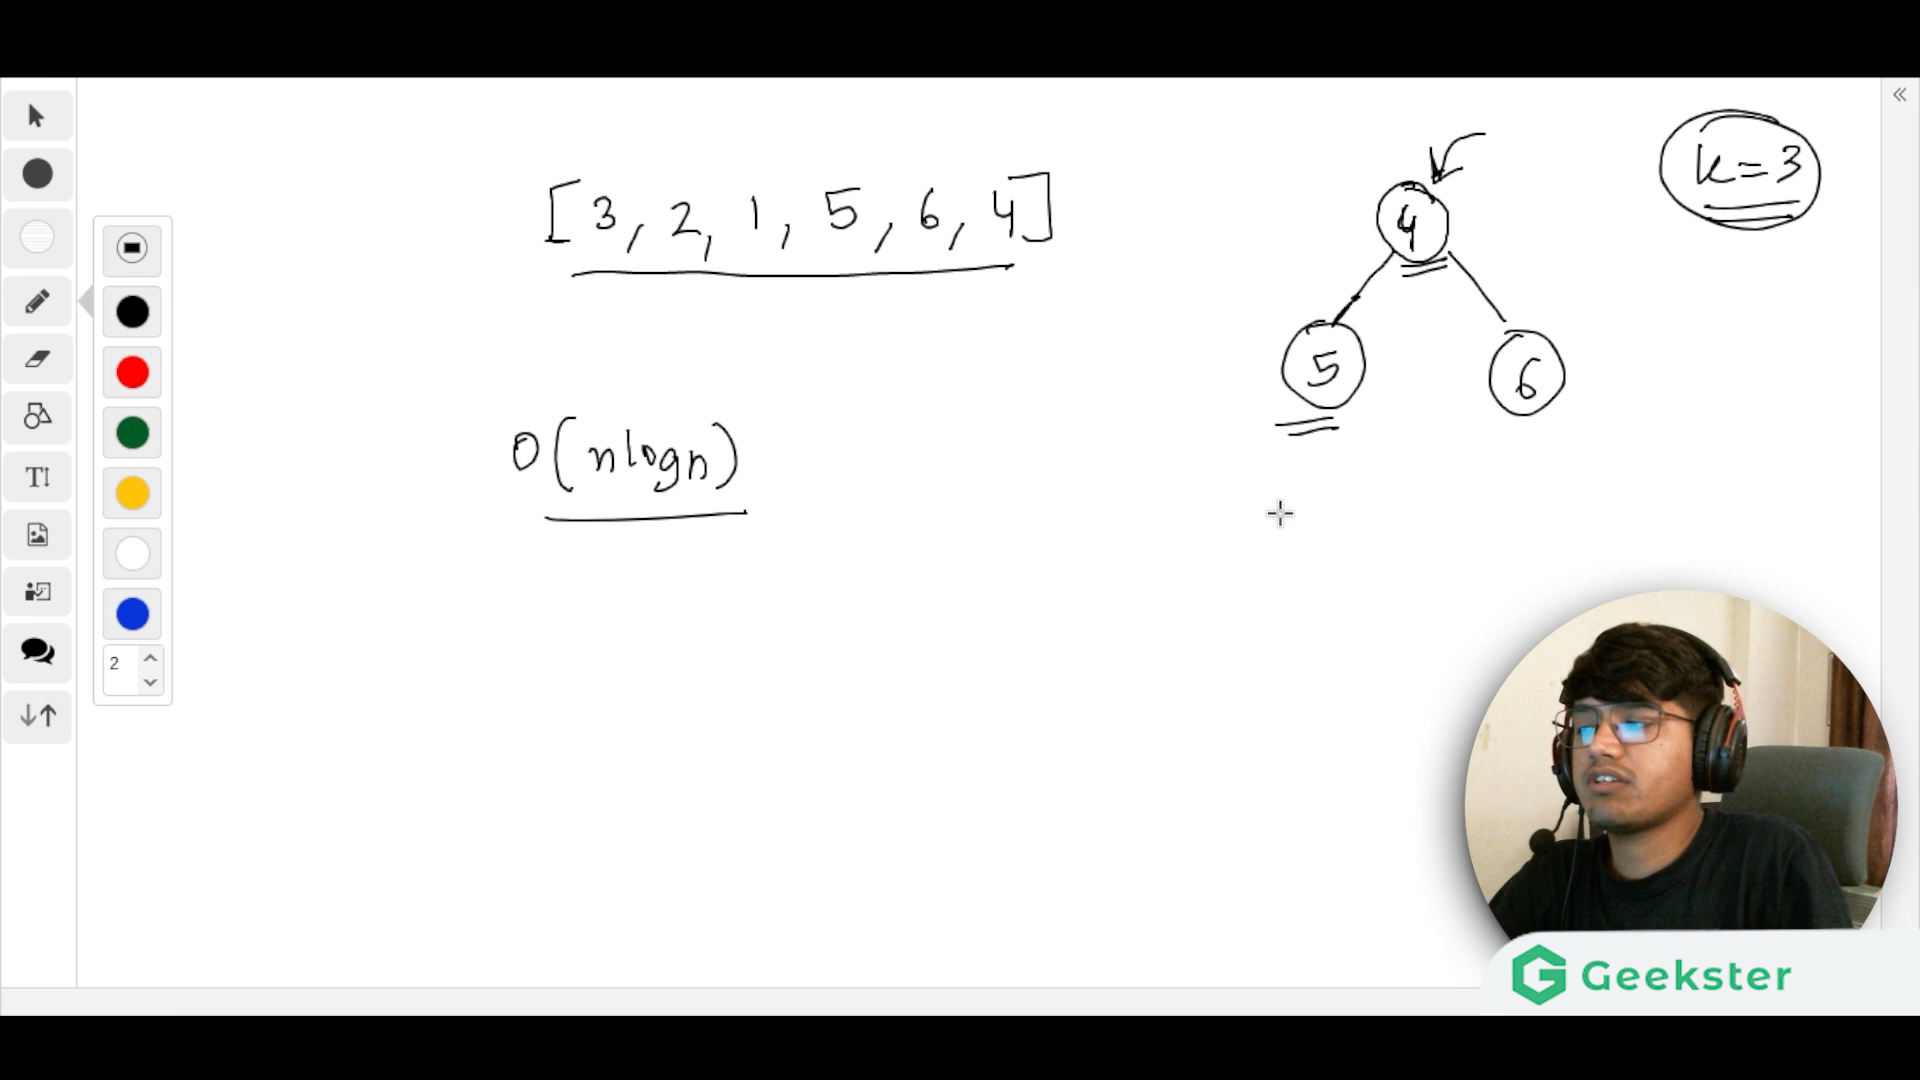 [3, 2, 1, 5, 6, 4]
k=3
4
5
6
O(nlogn)
TI
2
Geekster